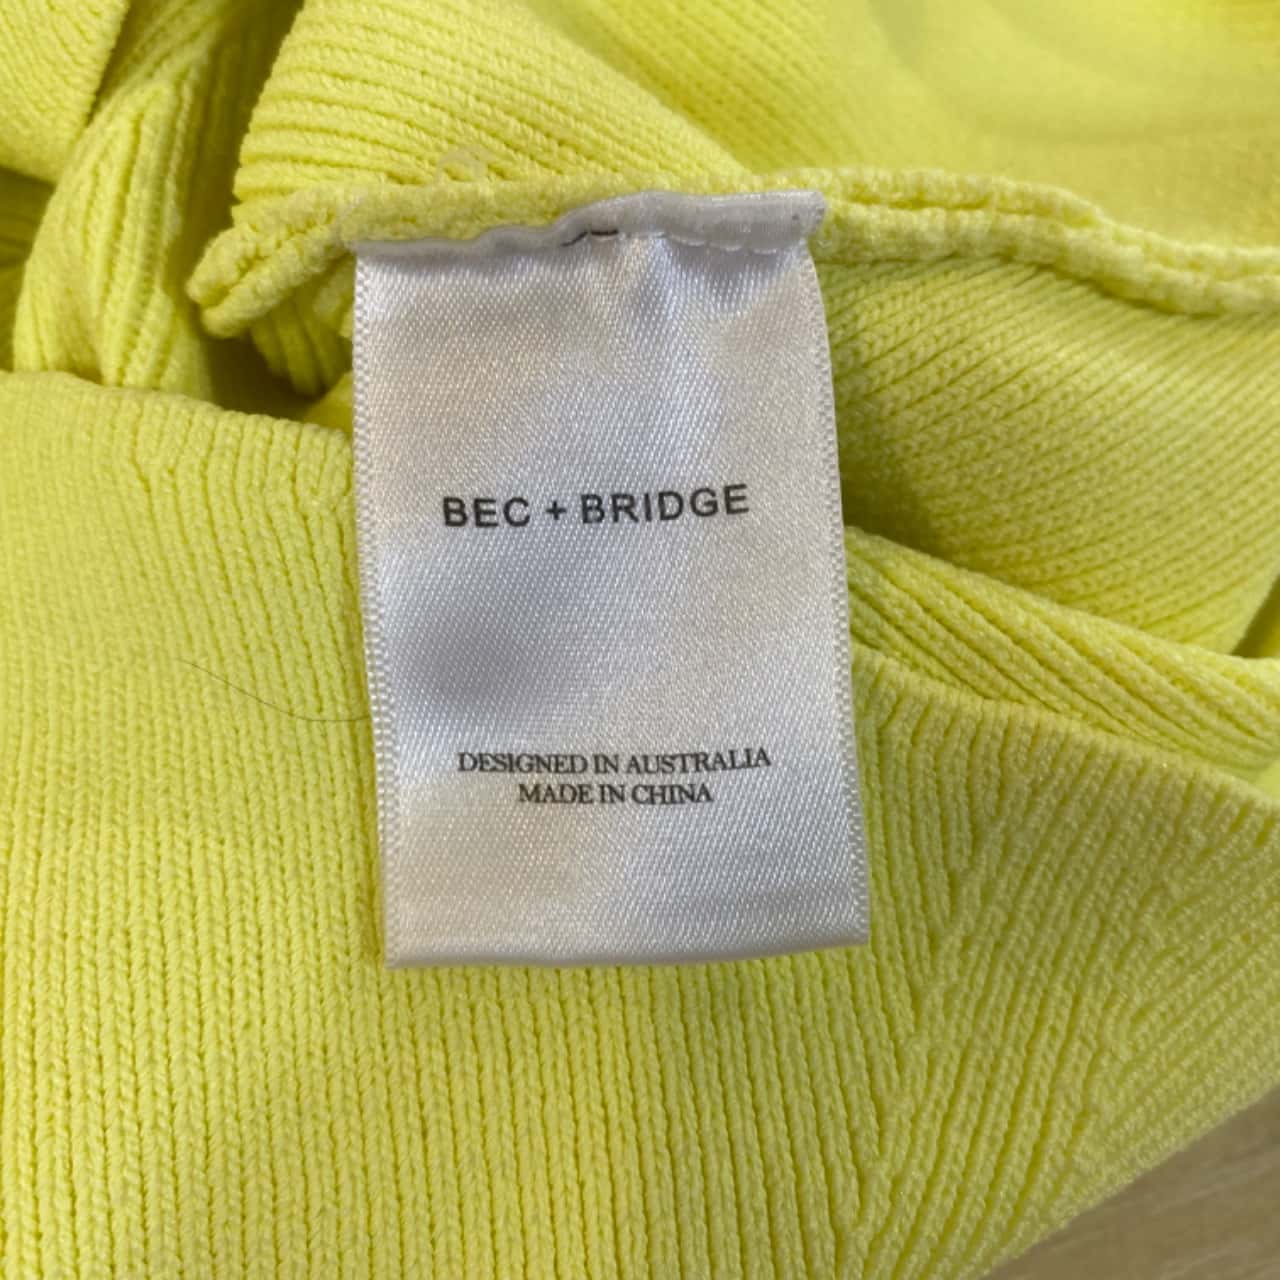 BEC + BRIDGE
DESIGNED IN AUSTRALIA
MADE IN CHINA